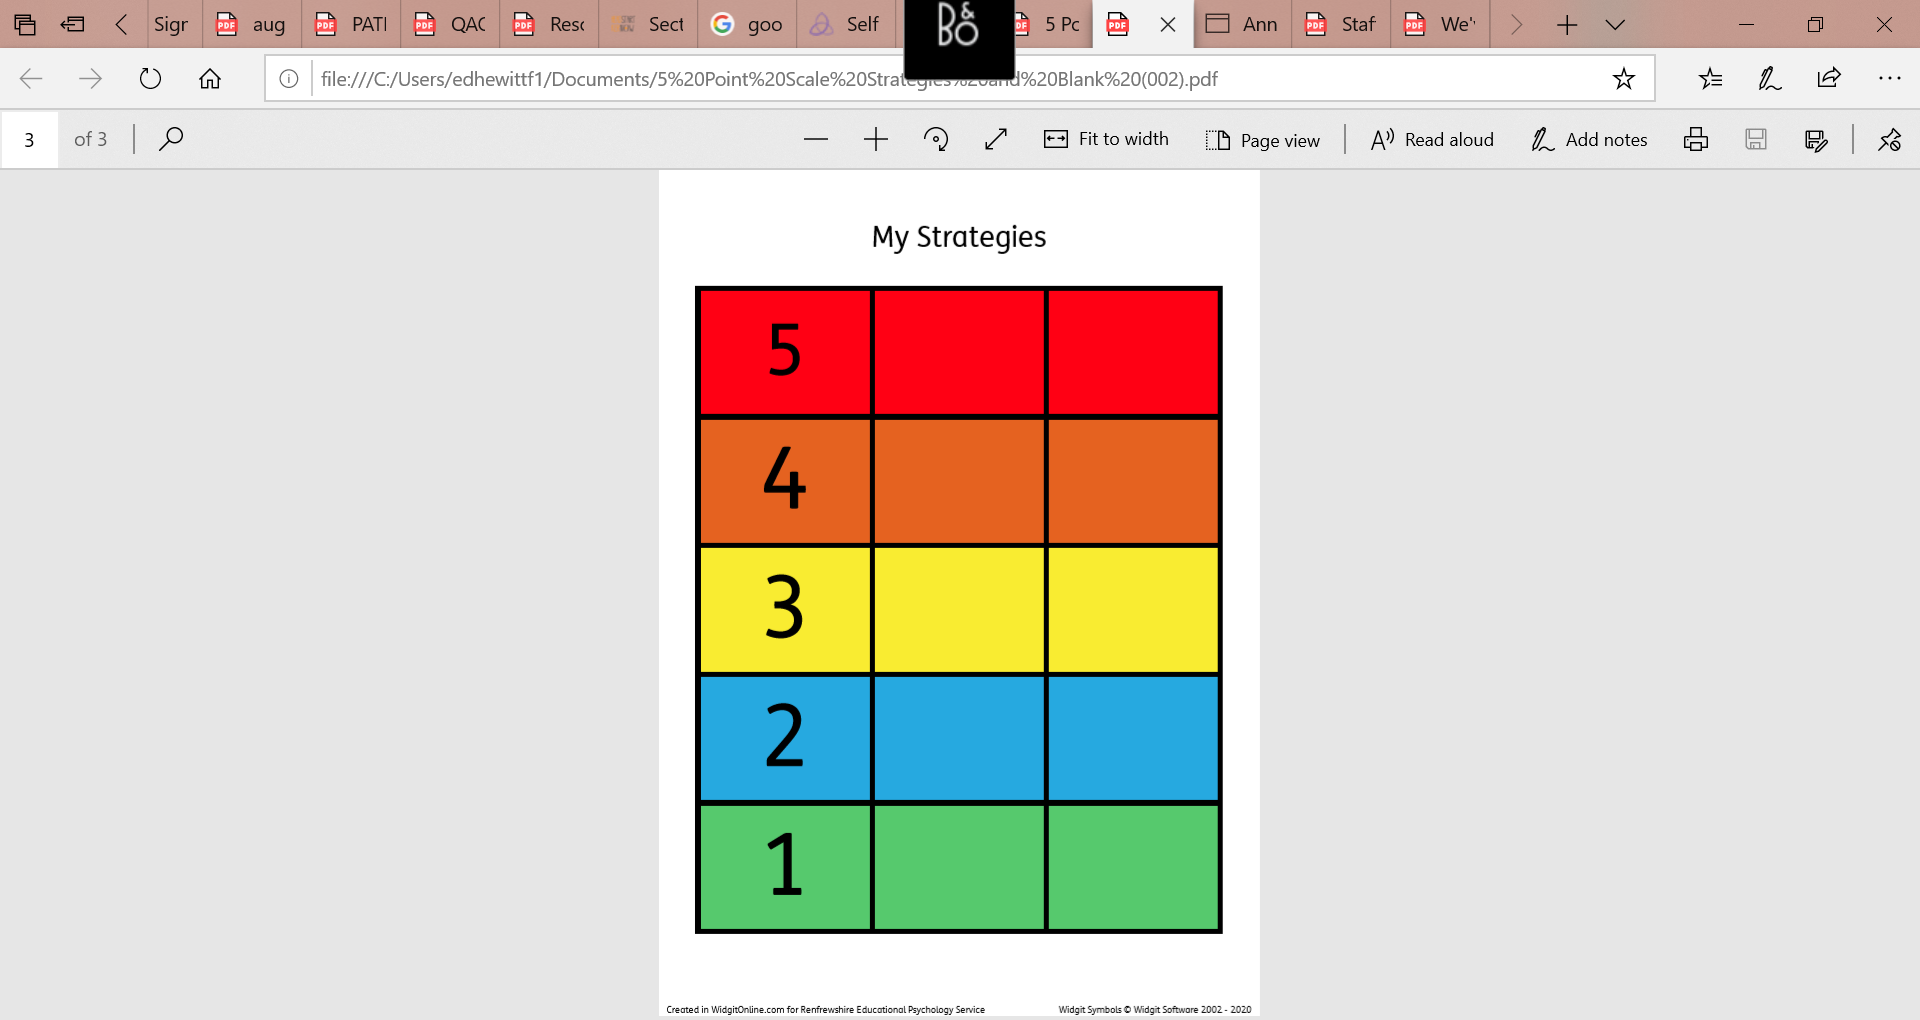 Sigr aug PATI QAC Resc Sect goo Self B&O 5 Pc Ann Staf We'
file:///C:/Users/edhewittf1/Documents/5%20Point%20Scale%20Strategies%20and%20Blank%20(002).pdf
3 of 3 Fit to width Page view Read aloud Add notes
My Strategies
5
4
3
2
1
Created in WidgitOnline.com for Renfrewshire Educational Psychology Service Widgit Symbols © Widgit Software 2002 - 2020